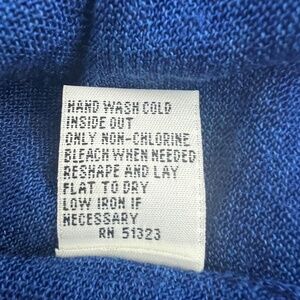 HAND WASH COLD
INSIDE OUT
ONLY NON-CHLORINE
BLEACH WHEN NEEDED
RESHAPE AND LAY
FLAT TO DRY
LOW IRON IF
NECESSARY
RN 51323